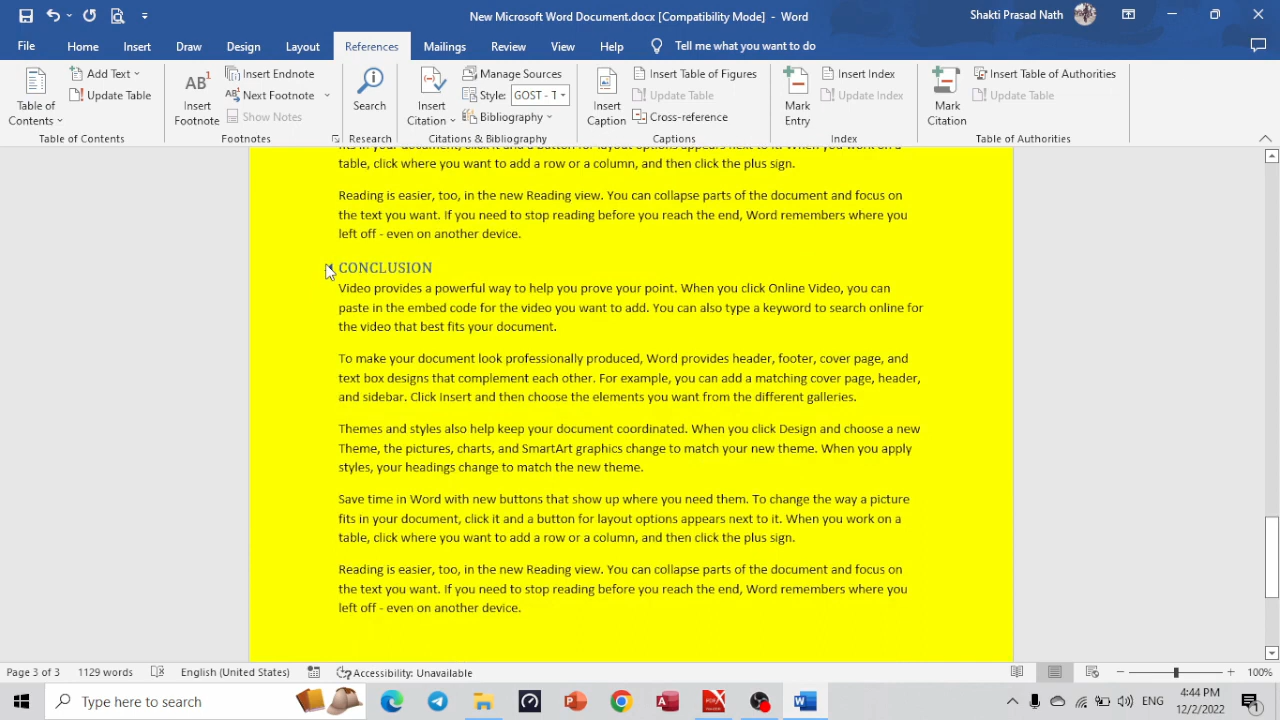 New Microsoft Word Document.docx [Compatibility Mode] - Word
Shakti Prasad Nath
File Home Insert Draw Design Layout References Mailings Review View Help Tell me what you want to do
Table of Contents
Add Text
Update Table
Table of Contents
AB1
Insert Footnote
Insert Endnote
Next Footnote
Show Notes
Footnotes
Search
Research
Insert Citation
Manage Sources
Style: GOST - T
Bibliography
Citations & Bibliography
Insert Caption
Insert Table of Figures
Update Table
Cross-reference
Captions
Mark Entry
Insert Index
Update Index
Index
Mark Citation
Insert Table of Authorities
Update Table
Table of Authorities
fits in your document, click it and a button for layout options appears next to it. When you work on a
table, click where you want to add a row or a column, and then click the plus sign.
Reading is easier, too, in the new Reading view. You can collapse parts of the document and focus on
the text you want. If you need to stop reading before you reach the end, Word remembers where you
left off - even on another device.
CONCLUSION
Video provides a powerful way to help you prove your point. When you click Online Video, you can
paste in the embed code for the video you want to add. You can also type a keyword to search online for
the video that best fits your document.
To make your document look professionally produced, Word provides header, footer, cover page, and
text box designs that complement each other. For example, you can add a matching cover page, header,
and sidebar. Click Insert and then choose the elements you want from the different galleries.
Themes and styles also help keep your document coordinated. When you click Design and choose a new
Theme, the pictures, charts, and SmartArt graphics change to match your new theme. When you apply
styles, your headings change to match the new theme.
Save time in Word with new buttons that show up where you need them. To change the way a picture
fits in your document, click it and a button for layout options appears next to it. When you work on a
table, click where you want to add a row or a column, and then click the plus sign.
Reading is easier, too, in the new Reading view. You can collapse parts of the document and focus on
the text you want. If you need to stop reading before you reach the end, Word remembers where you
left off - even on another device.
Page 3 of 3 1129 words English (United States) Accessibility: Unavailable 100%
Type here to search
ENG
4:44 PM
12/2/2022